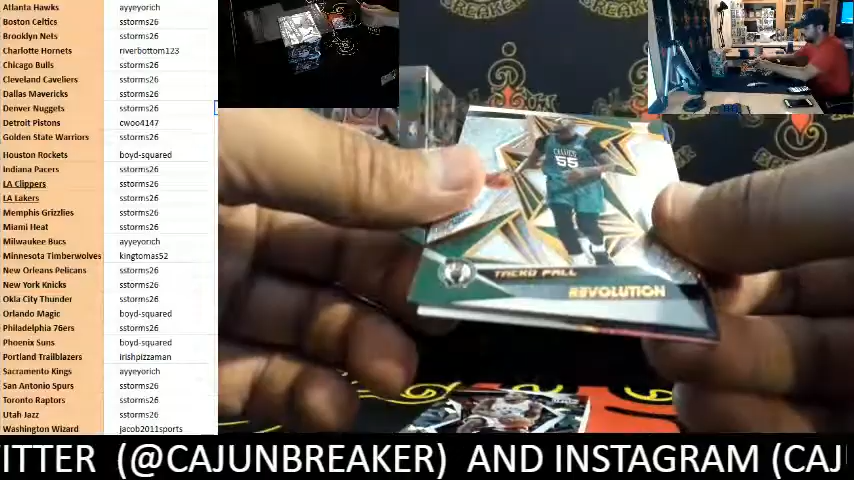 Atlanta Hawks ayyeyorich
Boston Celtics sstorms26
Brooklyn Nets sstorms26
Charlotte Hornets riverbottom123
Chicago Bulls sstorms26
Cleveland Cavaliers sstorms26
Dallas Mavericks sstorms26
Denver Nuggets sstorms26
Detroit Pistons cwoo4147
Golden State Warriors sstorms26
Houston Rockets boyd-squared
Indiana Pacers sstorms26
LA Clippers sstorms26
LA Lakers sstorms26
Memphis Grizzlies sstorms26
Miami Heat sstorms26
Milwaukee Bucs ayyeyorich
Minnesota Timberwolves kingtomas52
New Orleans Pelicans sstorms26
New York Knicks sstorms26
Okla City Thunder sstorms26
Orlando Magic boyd-squared
Philadelphia 76ers sstorms26
Phoenix Suns boyd-squared
Portland Trailblazers irishpizzaman
Sacramento Kings ayyeyorich
San Antonio Spurs sstorms26
Toronto Raptors sstorms26
Utah Jazz sstorms26
Washington Wizard jacob2011sports
CELTICS
55
TACKO FALL
REVOLUTION
BREAKER
ITTER (@CAJUNBREAKER) AND INSTAGRAM (CAJ